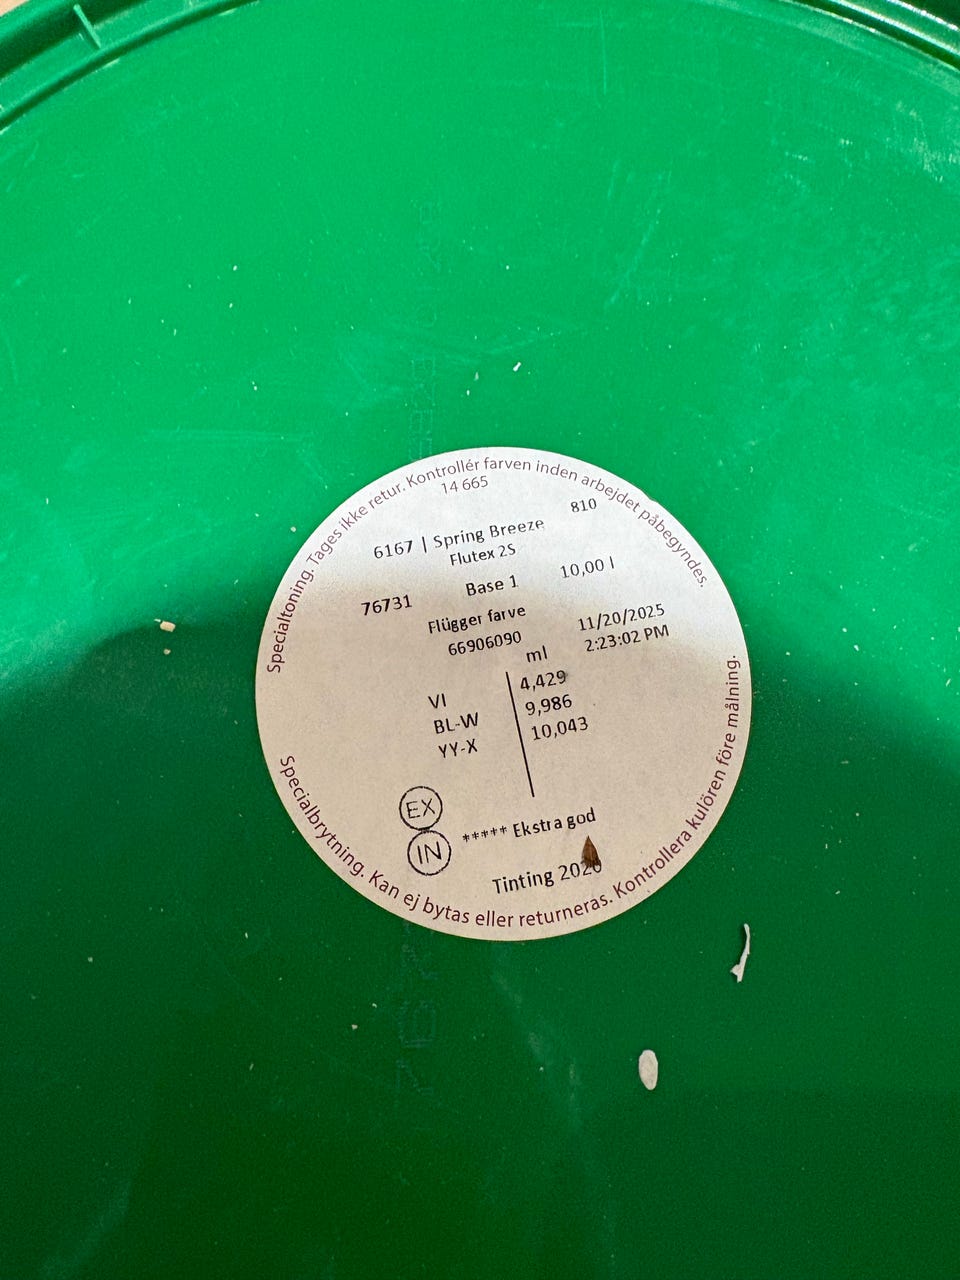 Specialtoning. Tages ikke retur. Kontrollér farven inden arbejdet påbegyndes.
14 665
810
6167 | Spring Breeze
Flutex 2S
76731 Base 1 10,00 l
Flügger farve
66906090 11/20/2025
ml 2:23:02 PM
VI 4,429
BL-W 9,986
YY-X 10,043
EX
IN ***** Ekstra god
Tinting
Specialbrytning. Kan ej bytas eller returneras. Kontrollera kulören före målning.